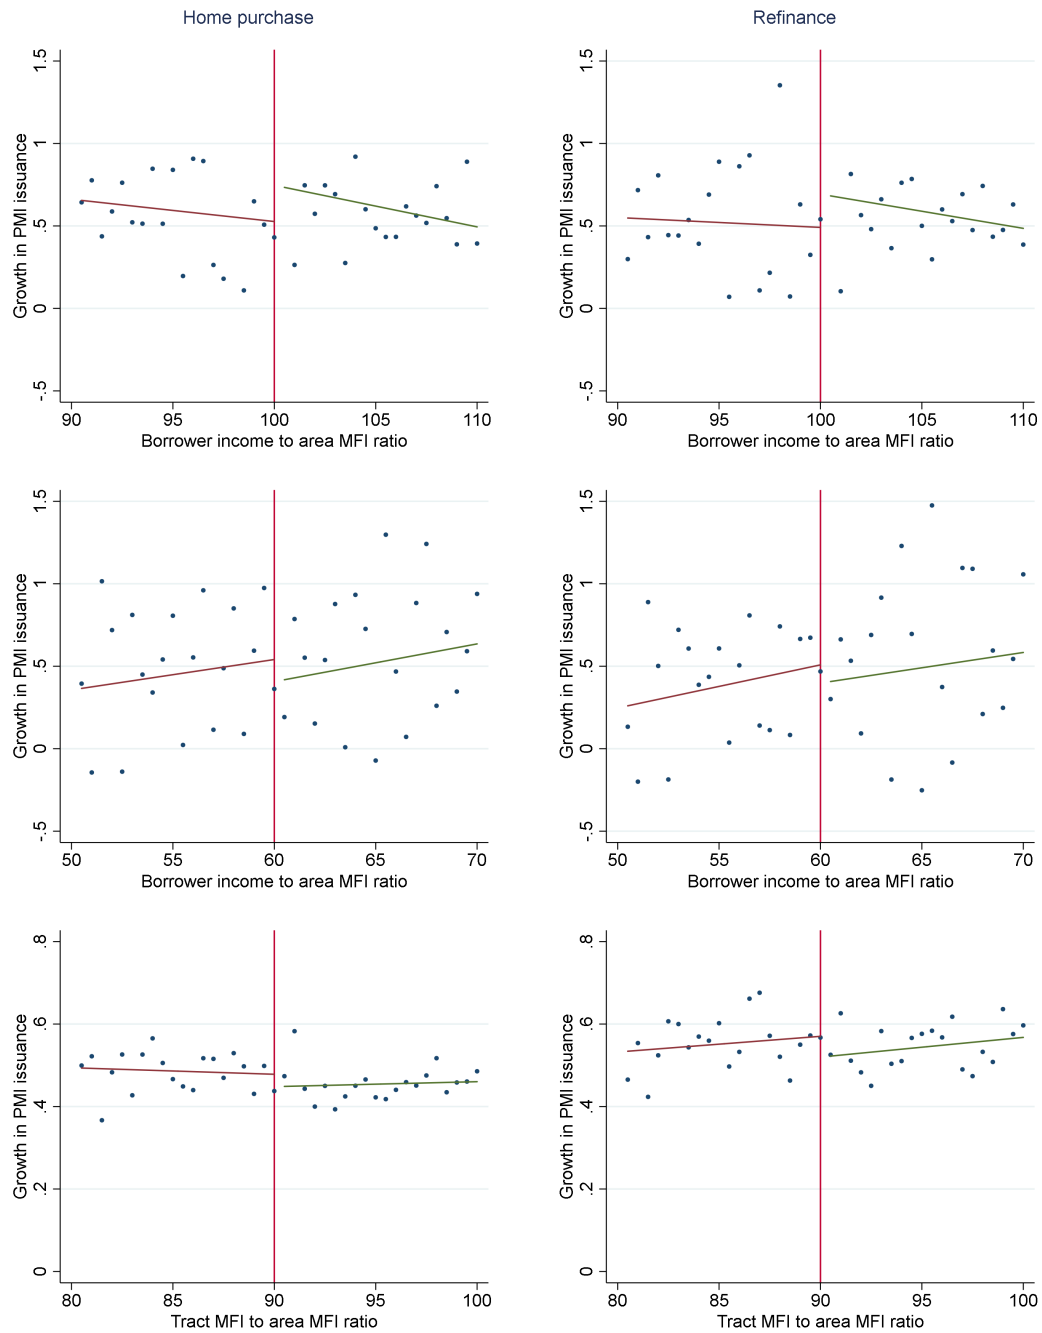 Home purchase
Refinance
Growth in PMI issuance
1.5
1
.5
0
-.5
90 95 100 105 110
Borrower income to area MFI ratio
Growth in PMI issuance
1.5
1
.5
0
-.5
90 95 100 105 110
Borrower income to area MFI ratio
Growth in PMI issuance
1.5
1
.5
0
-.5
50 55 60 65 70
Borrower income to area MFI ratio
Growth in PMI issuance
1.5
1
.5
0
-.5
50 55 60 65 70
Borrower income to area MFI ratio
Growth in PMI issuance
.8
.6
.4
.2
0
80 85 90 95 100
Tract MFI to area MFI ratio
Growth in PMI issuance
.8
.6
.4
.2
0
80 85 90 95 100
Tract MFI to area MFI ratio